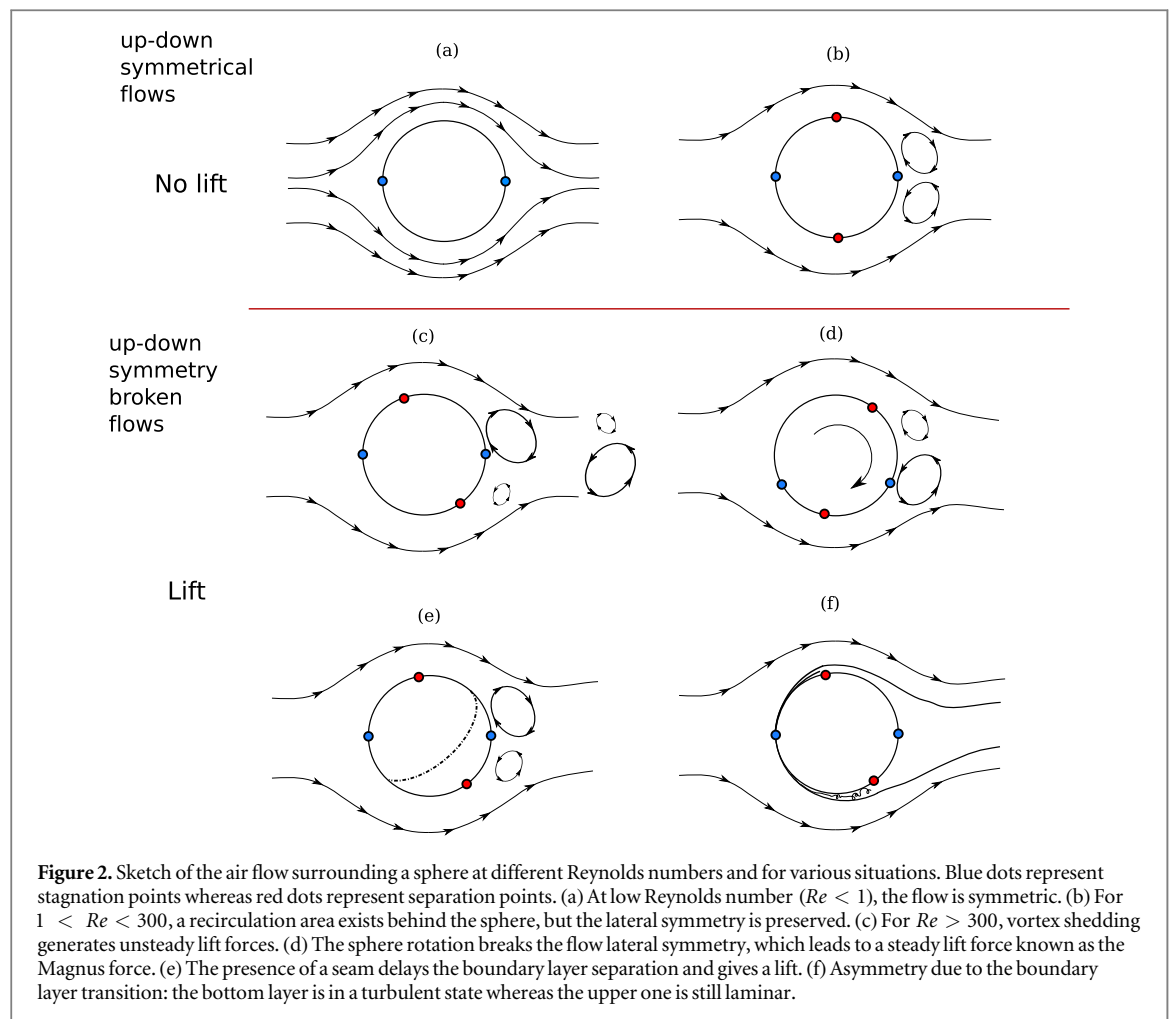 up-down
symmetrical
flows
(a)
(b)
No lift
up-down
symmetry
broken
flows
(c)
(d)
Lift
(e)
(f)
Figure 2. Sketch of the air flow surrounding a sphere at different Reynolds numbers and for various situations. Blue dots represent
stagnation points whereas red dots represent separation points. (a) At low Reynolds number (Re < 1), the flow is symmetric. (b) For
1 < Re < 300, a recirculation area exists behind the sphere, but the lateral symmetry is preserved. (c) For Re > 300, vortex shedding
generates unsteady lift forces. (d) The sphere rotation breaks the flow lateral symmetry, which leads to a steady lift force known as the
Magnus force. (e) The presence of a seam delays the boundary layer separation and gives a lift. (f) Asymmetry due to the boundary
layer transition: the bottom layer is in a turbulent state whereas the upper one is still laminar.